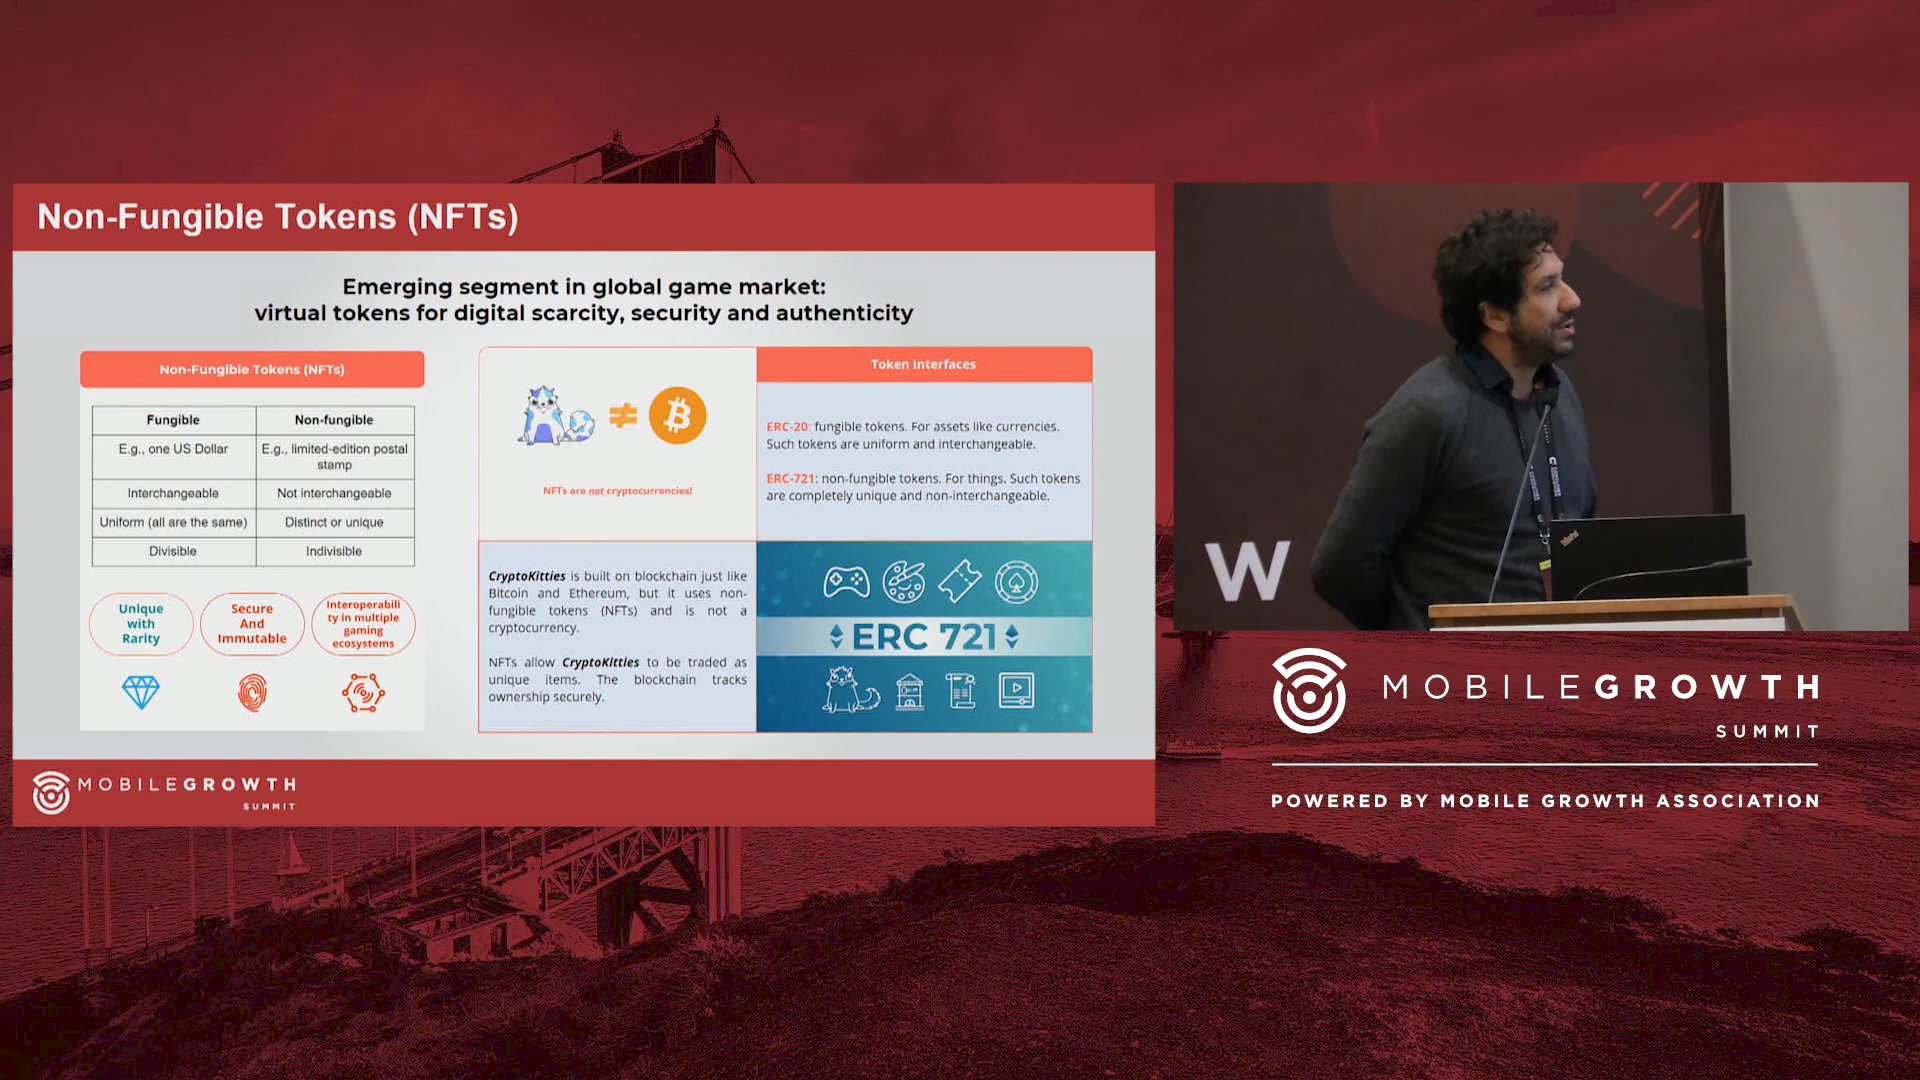 Non-Fungible Tokens (NFTs)
Emerging segment in global game market:
virtual tokens for digital scarcity, security and authenticity
Non-Fungible Tokens (NFTs)
Fungible
Non-fungible
E.g., one US Dollar
E.g., limited-edition postal
stamp
Interchangeable
Not interchangeable
Uniform (all are the same)
Distinct or unique
Divisible
Indivisible
Unique
with
Rarity
Secure
And
Immutable
Interoperabili
ty in multiple
gaming
ecosystems
NFTs are not cryptocurrencies!
Token Interfaces
ERC-20: fungible tokens. For assets like currencies.
Such tokens are uniform and interchangeable.
ERC-721: non-fungible tokens. For things. Such tokens
are completely unique and non-interchangeable.
CryptoKitties is built on blockchain just like
Bitcoin and Ethereum, but it uses non-
fungible tokens (NFTs) and is not a
cryptocurrency.
NFTs allow CryptoKitties to be traded as
unique items. The blockchain tracks
ownership securely.
ERC 721
MOBILEGROWTH
SUMMIT
W
MOBILEGROWTH
SUMMIT
POWERED BY MOBILE GROWTH ASSOCIATION